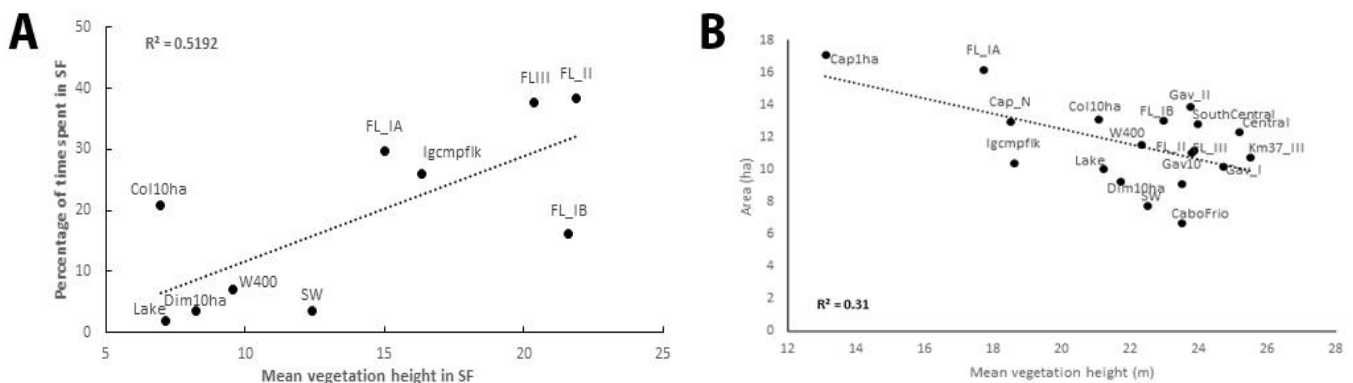 A
Percentage of time spent in SF
50
40
30
20
10
0
R² = 0.5192
FLIII
FL_II
FL_IA
Igcmpflk
Col10ha
FL_IB
W400
Dim10ha
SW
Lake
5
10
15
20
25
Mean vegetation height in SF
B
Area (ha)
18
16
14
12
10
8
6
4
2
0
Cap1ha
FL_IA
Gav_II
Cap_N
Col10ha
FL_IB
SouthCentral
Central
W400
Igcmpflk
FL_II
FL_III
Km37_III
Lake
Gav10
Gav_I
Dim10ha
SW
CaboFrio
R² = 0.31
12
14
16
18
20
22
24
26
28
Mean vegetation height (m)